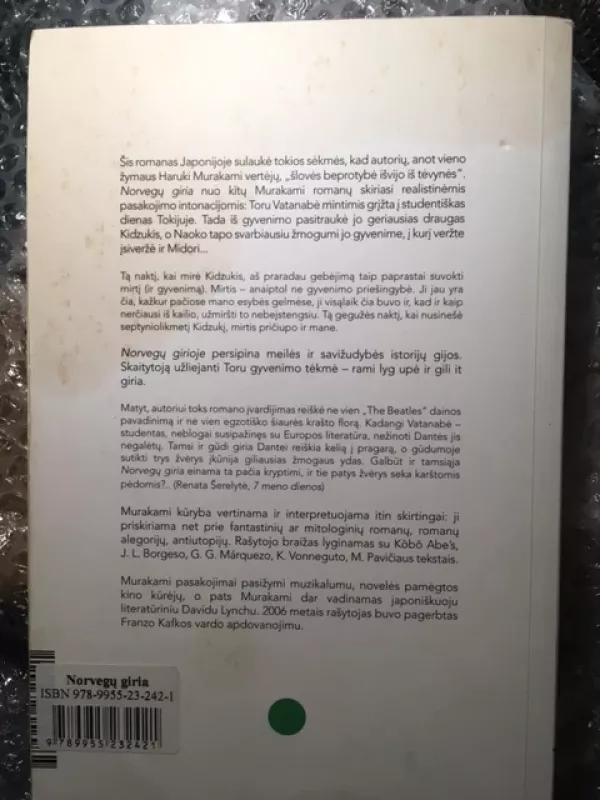 Šis romanas Japonijoje sulaukė tokios sėkmės, kad autorių, anot vieno
žymaus Haruki Murakami vertėjų, „šlovės beprotybė išvijo iš tėvynės".
Norvegų giria nuo kitų Murakami romanų skiriasi realistinėmis
pasakojimo intonacijomis: Toru Vatanabė mintimis grįžta į studentiškas
dienas Tokijuje. Tada iš gyvenimo pasitraukė jo geriausias draugas
Kidzukis, o Naoko tapo svarbiausiu žmogumi jo gyvenime, į kurį veržte
įsiveržė ir Midori...
Tą naktį, kai mirė Kidzukis, aš praradau gebėjimą taip paprastai suvokti
mirtį (ir gyvenimą). Mirtis – anaiptol ne gyvenimo priešingybė. Ji jau yra
čia, kažkur pačiose mano esybės gelmėse, ji visąlaik čia buvo ir, kad ir kaip
nerčiausi iš kailio, užmiršti to nebeįstengsiu. Tą gegužės naktį, kai nusinešė
septyniolikmetį Kidzukį, mirtis pričiupo ir mane.
Norvegų girioje persipina meilės ir savižudybės istorijų gijos.
Skaitytoją užliejanti Toru gyvenimo tėkmė – rami lyg upė ir gili it
giria.
Matyt, autoriui toks romano įvardijimas reiškė ne vien „The Beatles" dainos
pavadinimą ir ne vien egzotiško šiaurės krašto florą. Kadangi Vatanabė –
studentas, neblogai susipažinęs su Europos literatūra, nežinoti Dantės jis
negalėtų. Tamsi ir gūdi giria Dantei reiškia kelią į pragarą, o gūdumoje
sutikti trys žvėrys įkūnija giliausias žmogaus ydas. Galbūt ir tamsiąja
Norvegų giria einama ta pačia kryptimi, ir tie patys žvėrys seka karštomis
pėdomis?.. (Renata Šerelytė, 7 meno dienos)
Murakami kūryba vertinama ir interpretuojama itin skirtingai: ji
priskiriama net prie fantastinių ar mitologinių romanų, romanų
alegorijų, antiutopijų. Rašytojo braižas lyginamas su Kōbō Abe's,
J. L. Borgeso, G. G. Márquezo, K. Vonneguto, M. Pavičiaus tekstais.
Murakami pasakojimai pasižymi muzikalumu, novelės pamėgtos
kino kūrėjų, o pats Murakami dar vadinamas japoniškuoju
literatūriniu Davidu Lynchu. 2006 metais rašytojas buvo pagerbtas
Franzo Kafkos vardo apdovanojimu.
Norvegų giria
ISBN 978-9955-23-242-1
9789955232421